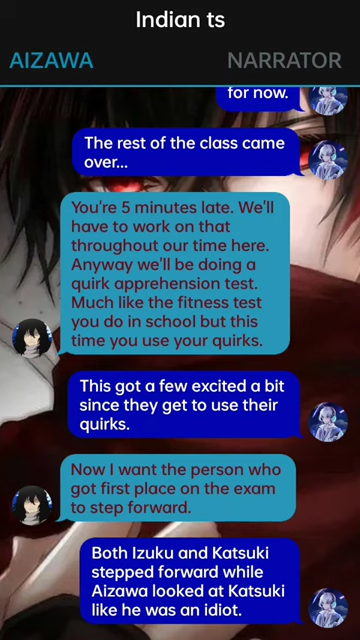 Indian ts
AIZAWA
NARRATOR
for now.
The rest of the class came
over...
You're 5 minutes late. We'll
have to work on that
throughout our time here.
Anyway we'll be doing a
quirk apprehension test.
Much like the fitness test
you do in school but this
time you use your quirks.
This got a few excited a bit
since they get to use their
quirks.
Now I want the person who
got first place on the exam
to step forward.
Both Izuku and Katsuki
stepped forward while
Aizawa looked at Katsuki
like he was an idiot.